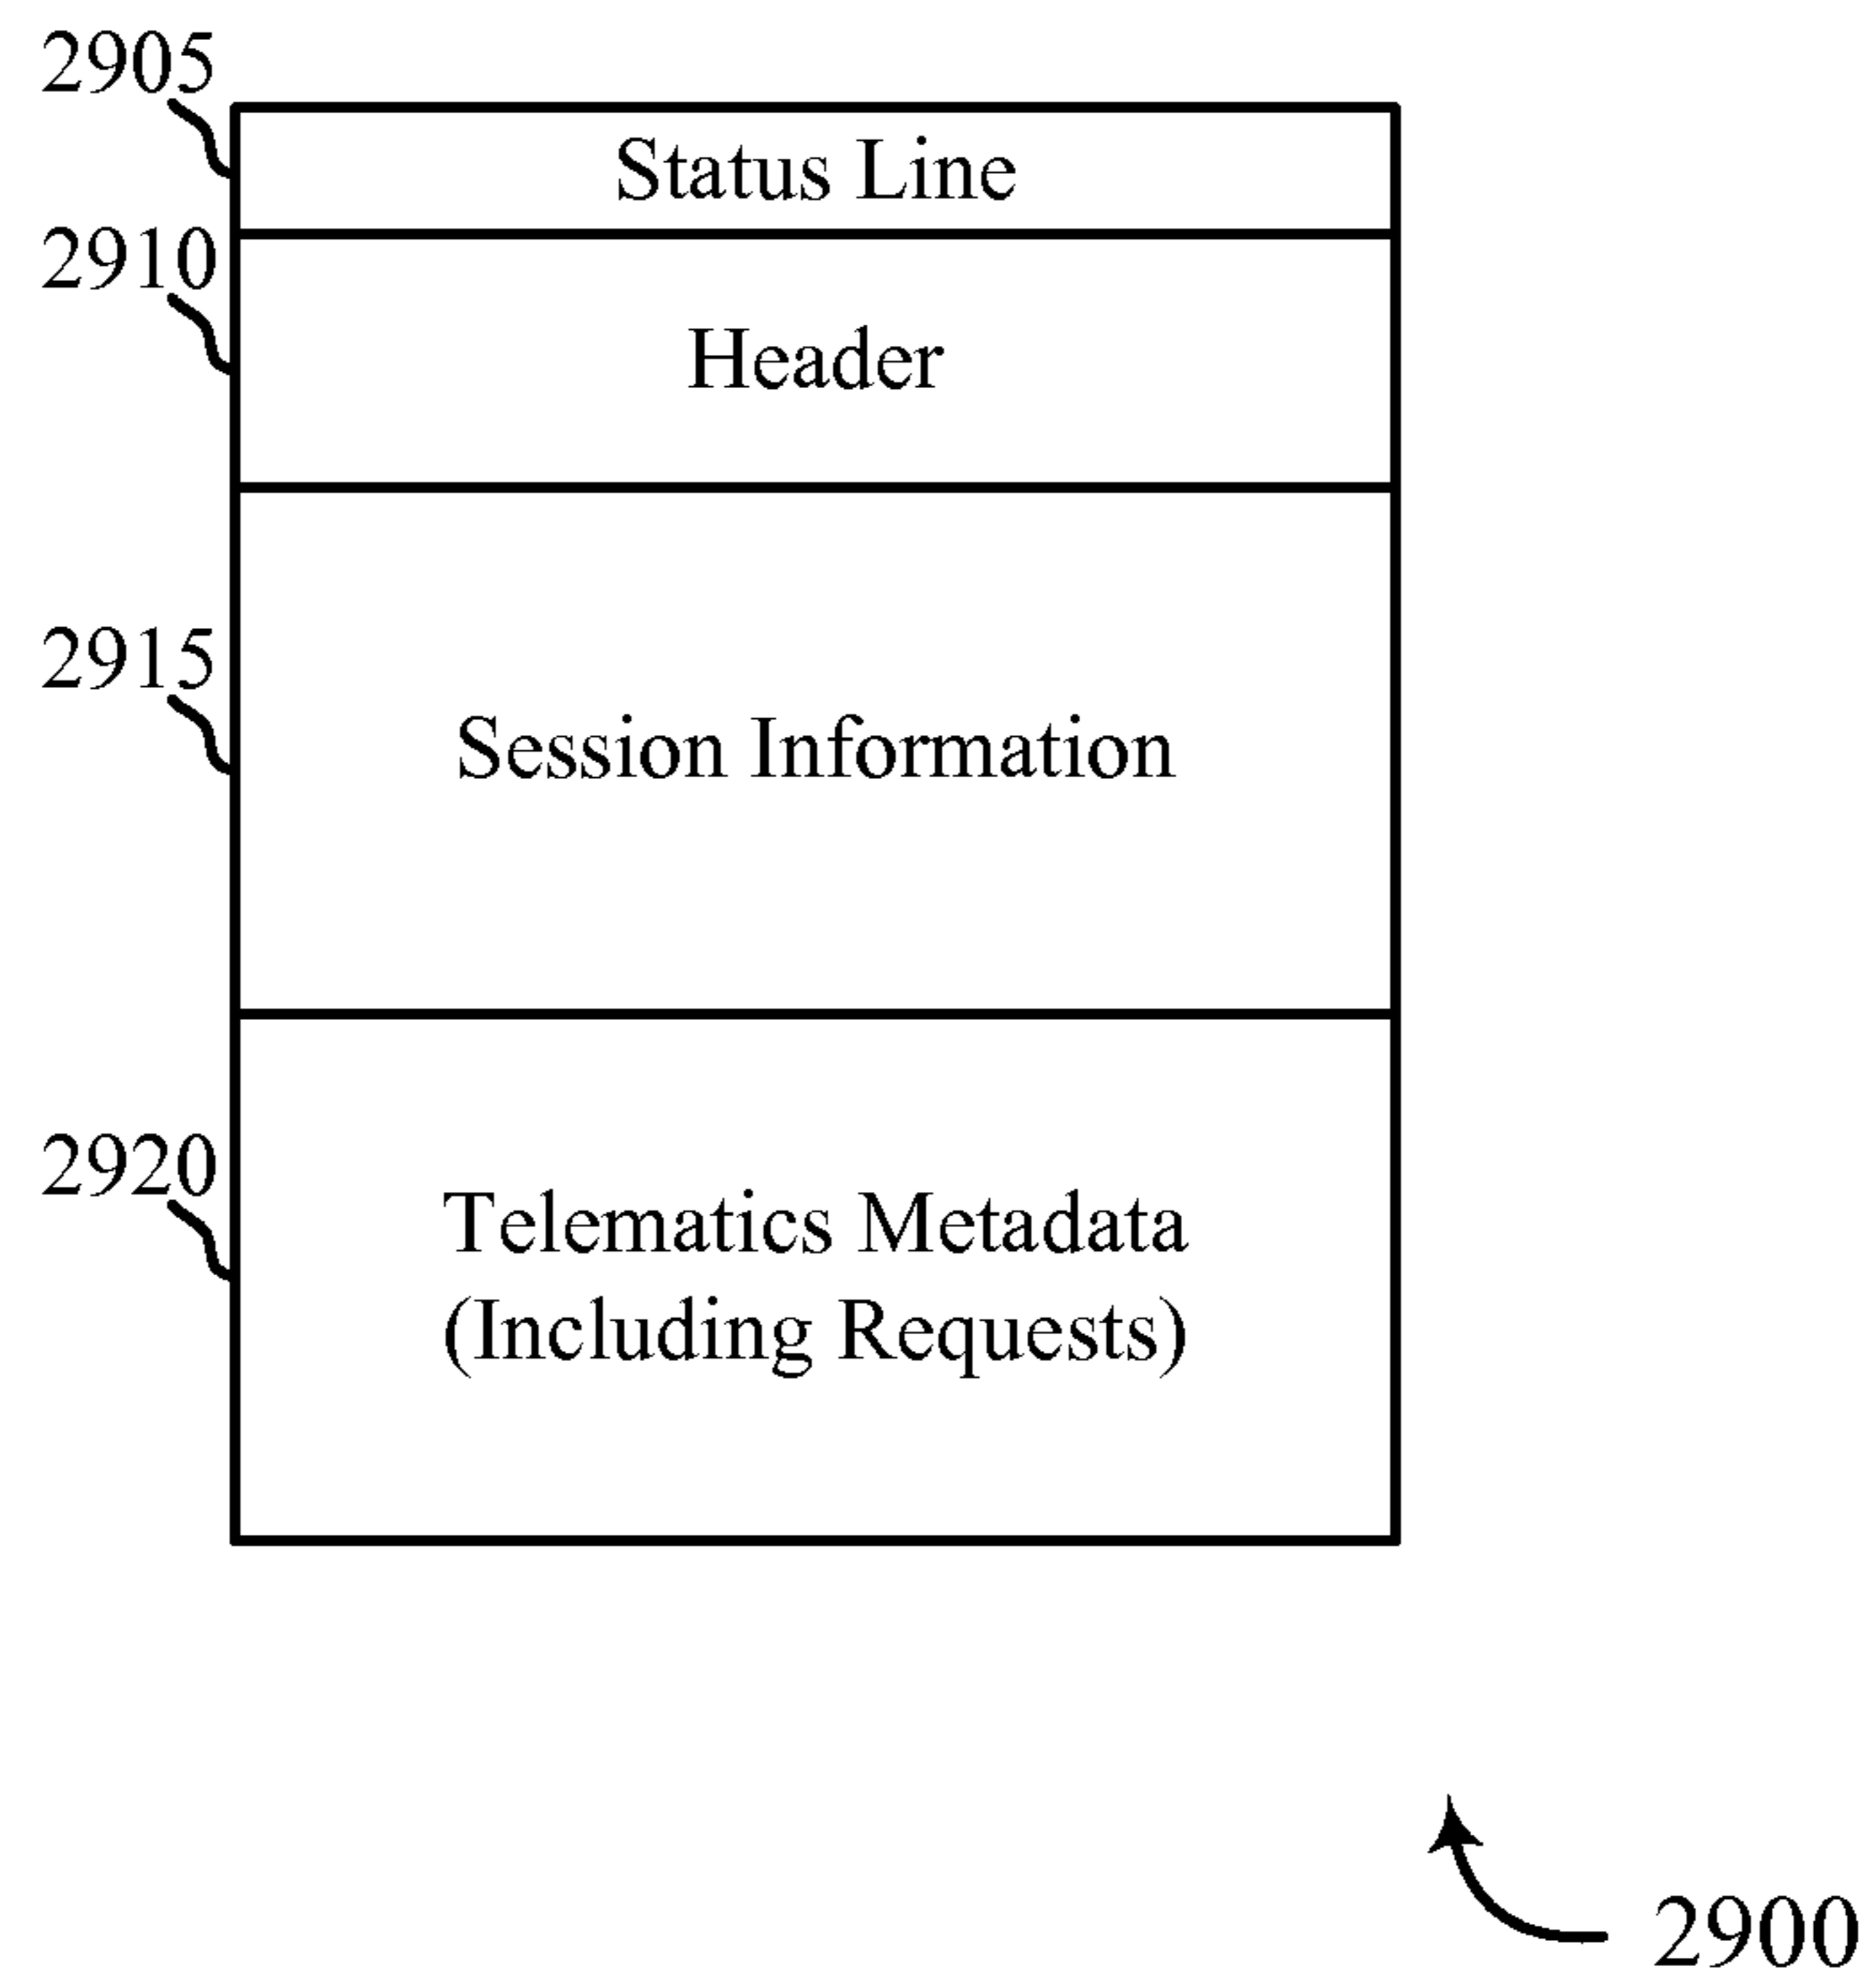 2905
Status Line
2910
Header
2915
Session Information
2920
Telematics Metadata
(Including Requests)
2900